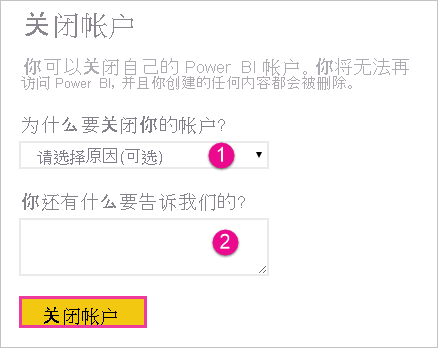 关闭帐户
你可以关闭自己的 Power BI 帐户。你将无法再
访问 Power BI，并且你创建的任何内容都会被删除。
为什么要关闭你的帐户?
请选择原因(可选)
1
你还有什么要告诉我们的?
2
关闭帐户